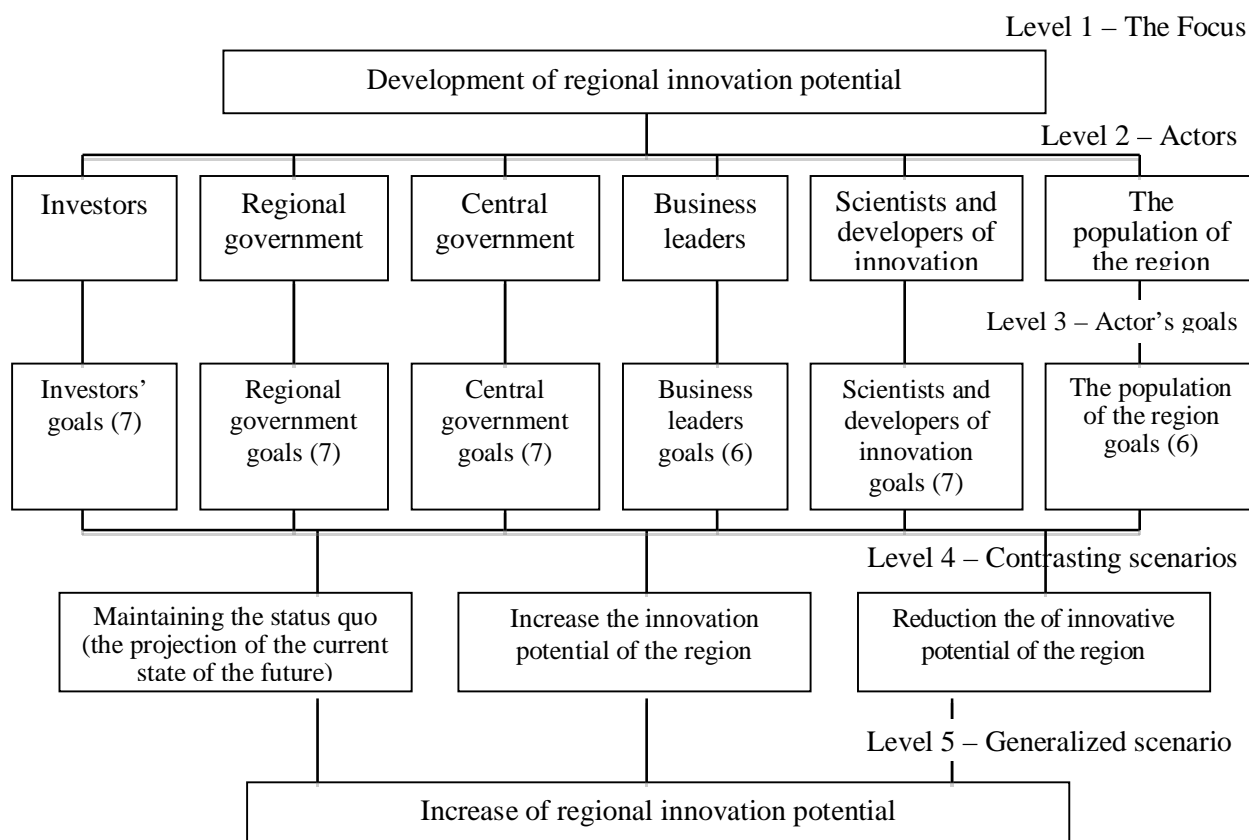 Level 1 – The Focus
Development of regional innovation potential
Level 2 – Actors
Investors
Regional
government
Central
government
Business
leaders
Scientists and
developers of
innovation
The
population of
the region
Level 3 – Actor's goals
Investors'
goals (7)
Regional
government
goals (7)
Central
government
goals (7)
Business
leaders
goals (6)
Scientists and
developers of
innovation
goals (7)
The population
of the region
goals (6)
Level 4 – Contrasting scenarios
Maintaining the status quo
(the projection of the current
state of the future)
Increase the innovation
potential of the region
Reduction the of innovative
potential of the region
Level 5 – Generalized scenario
Increase of regional innovation potential